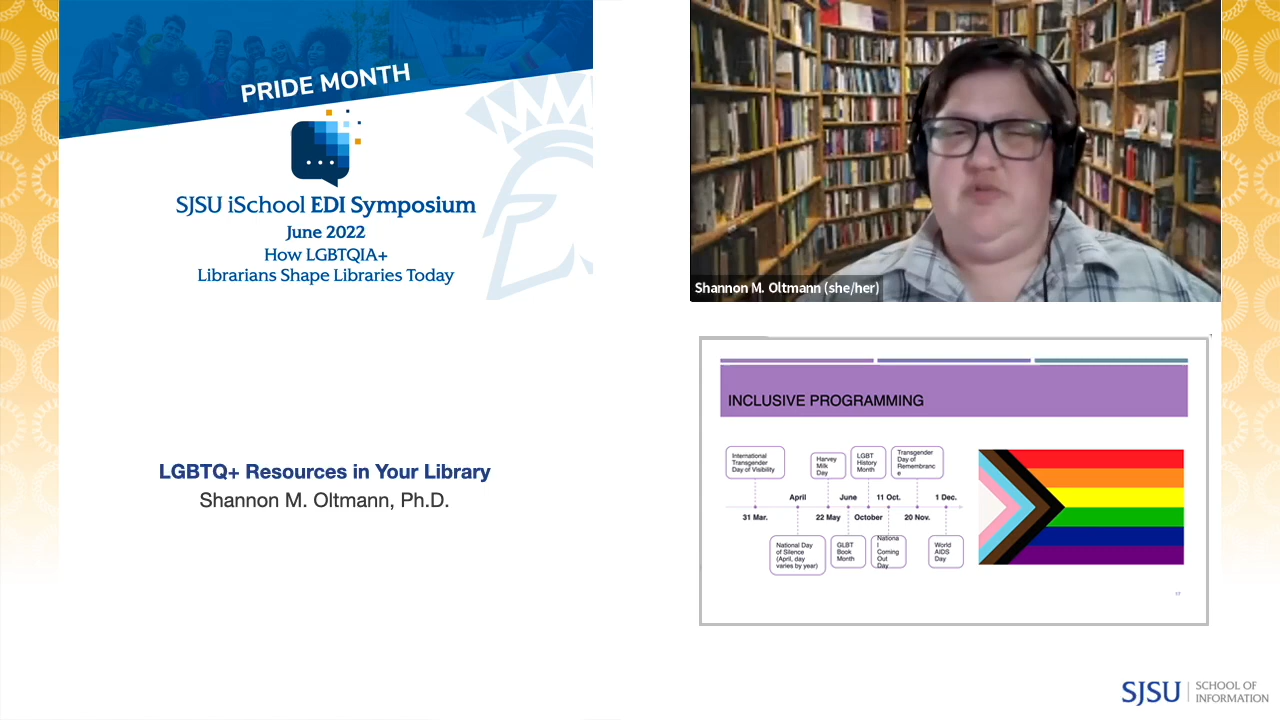 PRIDE MONTH
SJSU iSchool EDI Symposium
June 2022
How LGBTQIA+
Librarians Shape Libraries Today
LGBTQ+ Resources in Your Library
Shannon M. Oltmann, Ph.D.
Shannon M. Oltmann (she/her)
INCLUSIVE PROGRAMMING
International
Transgender
Day of Visibility
Harvey
Milk
Day
LGBT
History
Month
Transgender
Day of
Remembranc
e
April
June
11 Oct.
1 Dec.
31 Mar.
22 May
October
20 Nov.
National Day
of Silence
(April, day
varies by year)
GLBT
Book
Month
Nationa
l
Coming
Out
Day
World
AIDS
Day
SJSU
SCHOOL OF
INFORMATION